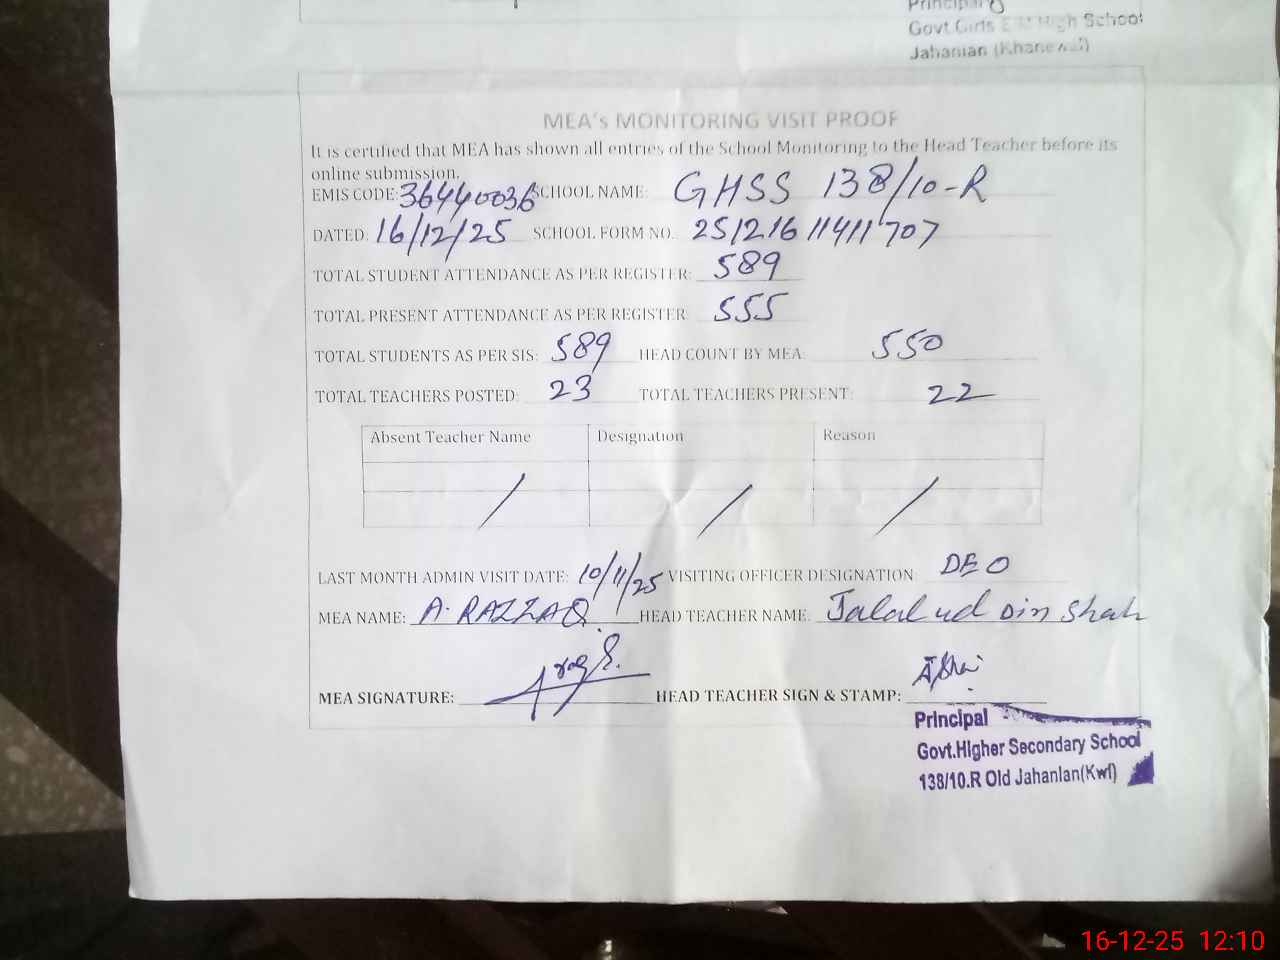 Principal
Govt.Girls E.M High School
Jahanian (Khanewal)
MEA's MONITORING VISIT PROOF
It is certified that MEA has shown all entries of the School Monitoring to the Head Teacher before its
online submission.
EMIS CODE: 36440036 SCHOOL NAME: GHSS 138/10-R
DATED: 16/12/25 SCHOOL FORM NO.: 25121611411707
TOTAL STUDENT ATTENDANCE AS PER REGISTER: 589
TOTAL PRESENT ATTENDANCE AS PER REGISTER: 555
TOTAL STUDENTS AS PER SIS: 589 HEAD COUNT BY MEA: 550
TOTAL TEACHERS POSTED: 23 TOTAL TEACHERS PRESENT: 22
Absent Teacher Name Designation Reason
/ / /
LAST MONTH ADMIN VISIT DATE: 10/11/25 VISITING OFFICER DESIGNATION: DEO
MEA NAME: A. RAZZAQ HEAD TEACHER NAME: Jalal ud Din Shah
MEA SIGNATURE: HEAD TEACHER SIGN & STAMP:
Principal
Govt.Higher Secondary School
138/10.R Old Jahanian(Kwl)
16-12-25 12:10